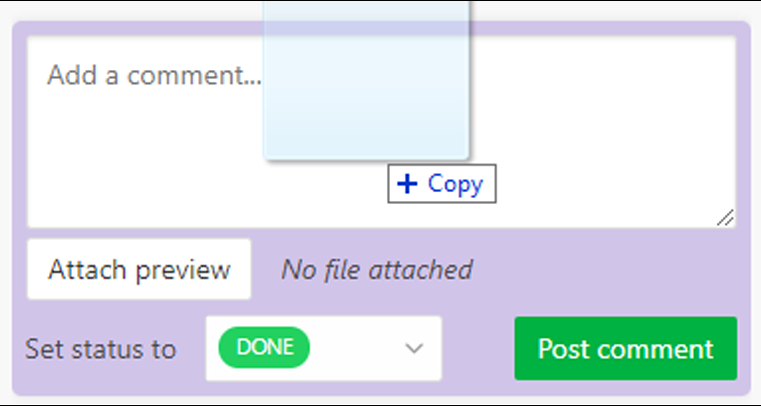 Add a comment...
+ Copy
Attach preview No file attached
Set status to DONE Post comment